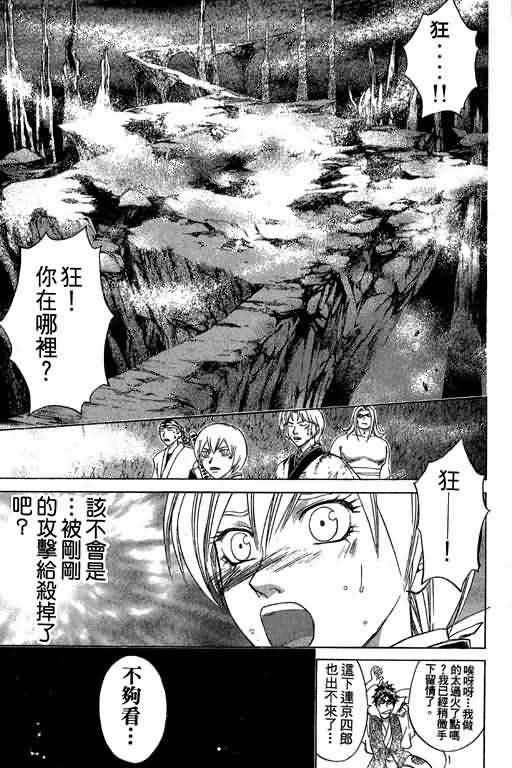 狂‥‥!!
狂！
你在哪裡？
狂——！
該不會是
…被剛剛
的攻擊給殺掉了
吧？
唉呀呀…我做
的太過火了點嗎
？我已經稍微手
下留情了。
這下連京四郎
也出不來了…
不夠看…